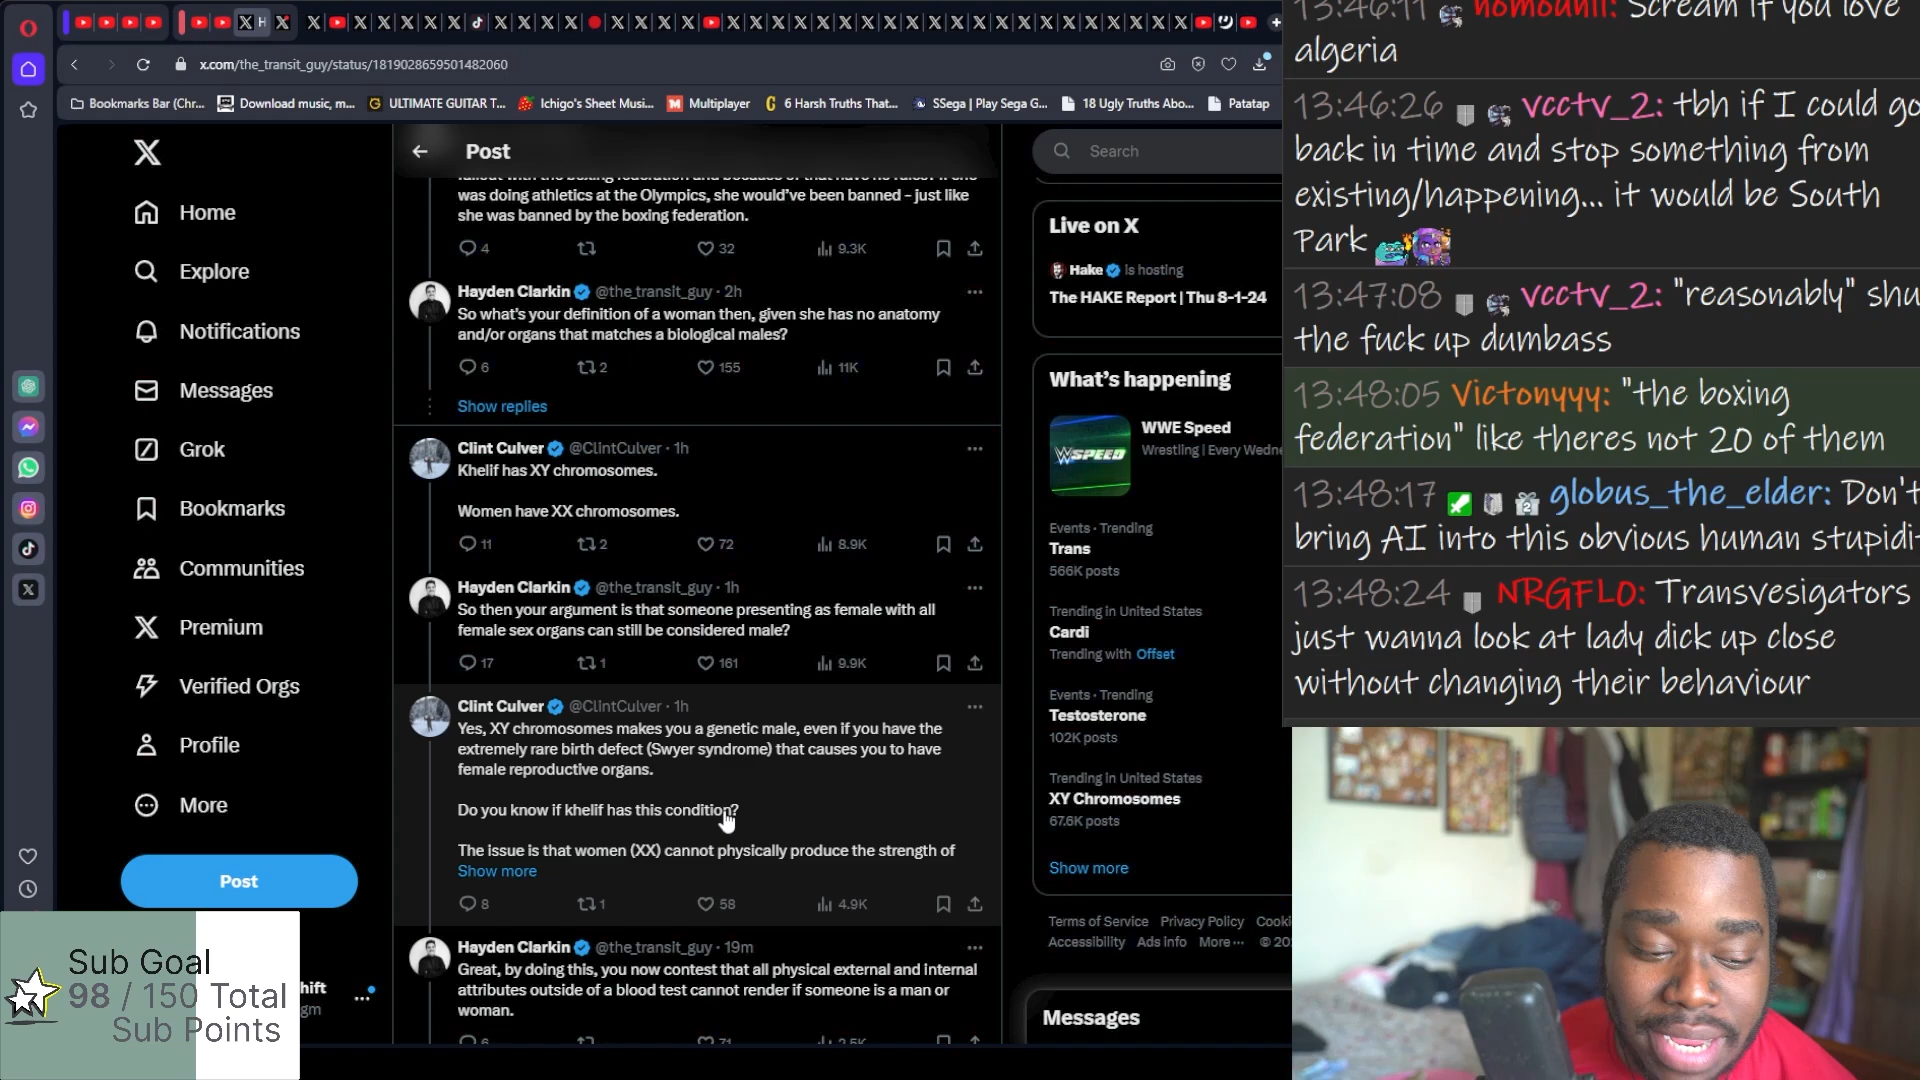 x.com/the_transit_guy/status/1819028659501482060
Bookmarks Bar (Chr...
Download music, m...
ULTIMATE GUITAR T...
Ichigo's Sheet Musi...
Multiplayer
6 Harsh Truths That...
SSega | Play Sega G...
18 Ugly Truths Abo...
Patatap
Home
Explore
Notifications
Messages
Grok
Bookmarks
Communities
Premium
Verified Orgs
Profile
More
Post
Sub Goal
98 / 150 Total
Sub Points
hift
gm
Post
was doing athletics at the Olympics, she would've been banned – just like
she was banned by the boxing federation.
4 32 9.3K
Hayden Clarkin @the_transit_guy · 2h
So what's your definition of a woman then, given she has no anatomy
and/or organs that matches a biological males?
6 2 155 11K
Show replies
Clint Culver @ClintCulver · 1h
Khelif has XY chromosomes.
Women have XX chromosomes.
11 2 72 8.9K
Hayden Clarkin @the_transit_guy · 1h
So then your argument is that someone presenting as female with all
female sex organs can still be considered male?
17 1 161 9.9K
Clint Culver @ClintCulver · 1h
Yes, XY chromosomes makes you a genetic male, even if you have the
extremely rare birth defect (Swyer syndrome) that causes you to have
female reproductive organs.
Do you know if khelif has this condition?
The issue is that women (XX) cannot physically produce the strength of
Show more
8 1 58 4.9K
Hayden Clarkin @the_transit_guy · 19m
Great, by doing this, you now contest that all physical external and internal
attributes outside of a blood test cannot render if someone is a man or
woman.
Search
Live on X
Hake is hosting
The HAKE Report | Thu 8-1-24
What's happening
WWE Speed
Wrestling | Every Wedne
Events · Trending
Trans
566K posts
Trending in United States
Cardi
Trending with Offset
Events · Trending
Testosterone
102K posts
Trending in United States
XY Chromosomes
67.6K posts
Show more
Terms of Service Privacy Policy Cooki
Accessibility Ads info More ··· © 20
Messages
Scream if you love
algeria
13:46:26 vcctv_2: tbh if I could go
back in time and stop something from
existing/happening... it would be South
Park
13:47:08 vcctv_2: "reasonably" shu
the fuck up dumbass
13:48:05 Victonyyy: "the boxing
federation" like theres not 20 of them
13:48:17 globus_the_elder: Don't
bring AI into this obvious human stupidi
13:48:24 NRGFLO: Transvesigators
just wanna look at lady dick up close
without changing their behaviour